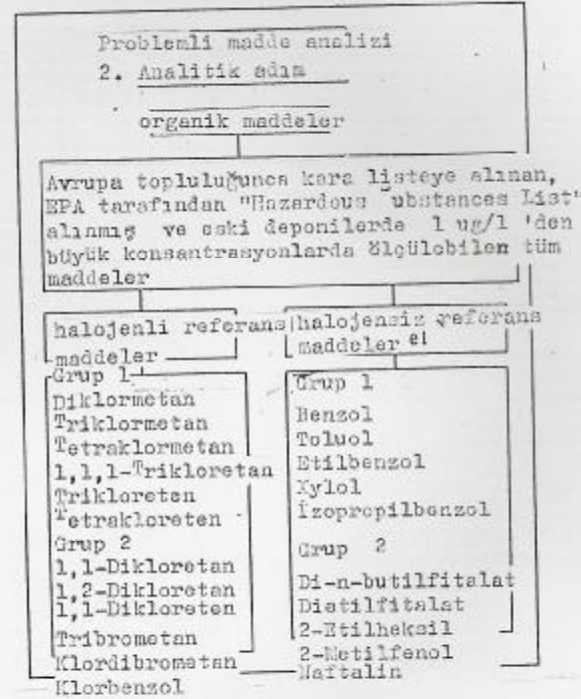 Problemli madde analizi
2. Analitik adım
organik maddeler
Avrupa topluluğunca kara listeye alınan,
EPA tarafından "Hazardous ubstances List"
alınmış ve eski deponilerde 1 ug/l 'den
büyük konsantrasyonlarda ölçülebilen tüm
maddeler
halojenli referans
maddeler
Grup 1
Diklormetan
Triklormetan
Tetraklormetan
1,1,1-Trikloretan
Trikloreten
Tetrakloreten
Grup 2
1,1-Dikloretan
1,2-Dikloretan
1,1-Dikloreten
Tribrometan
Klordibrometan
Klorbenzol
halojensiz referans
maddeler el
Grup 1
Benzol
Toluol
Etilbenzol
Xylol
İzopropilbenzol
Grup 2
Di-n-butilfitalat
Dietilfitalat
2-Etilheksil
2-Metilfenol
Naftalin